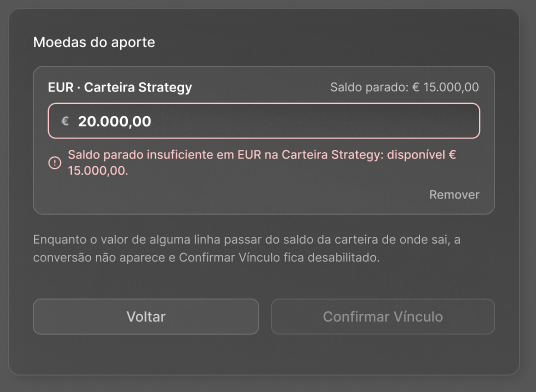 Moedas do aporte
EUR · Carteira Strategy
Saldo parado: € 15.000,00
€ 20.000,00
Saldo parado insuficiente em EUR na Carteira Strategy: disponível €
15.000,00.
Remover
Enquanto o valor de alguma linha passar do saldo da carteira de onde sai, a
conversão não aparece e Confirmar Vínculo fica desabilitado.
Voltar
Confirmar Vínculo